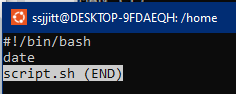 ssjjitt@DESKTOP-9FDAEQH: /home
#!/bin/bash
date
script.sh (END)